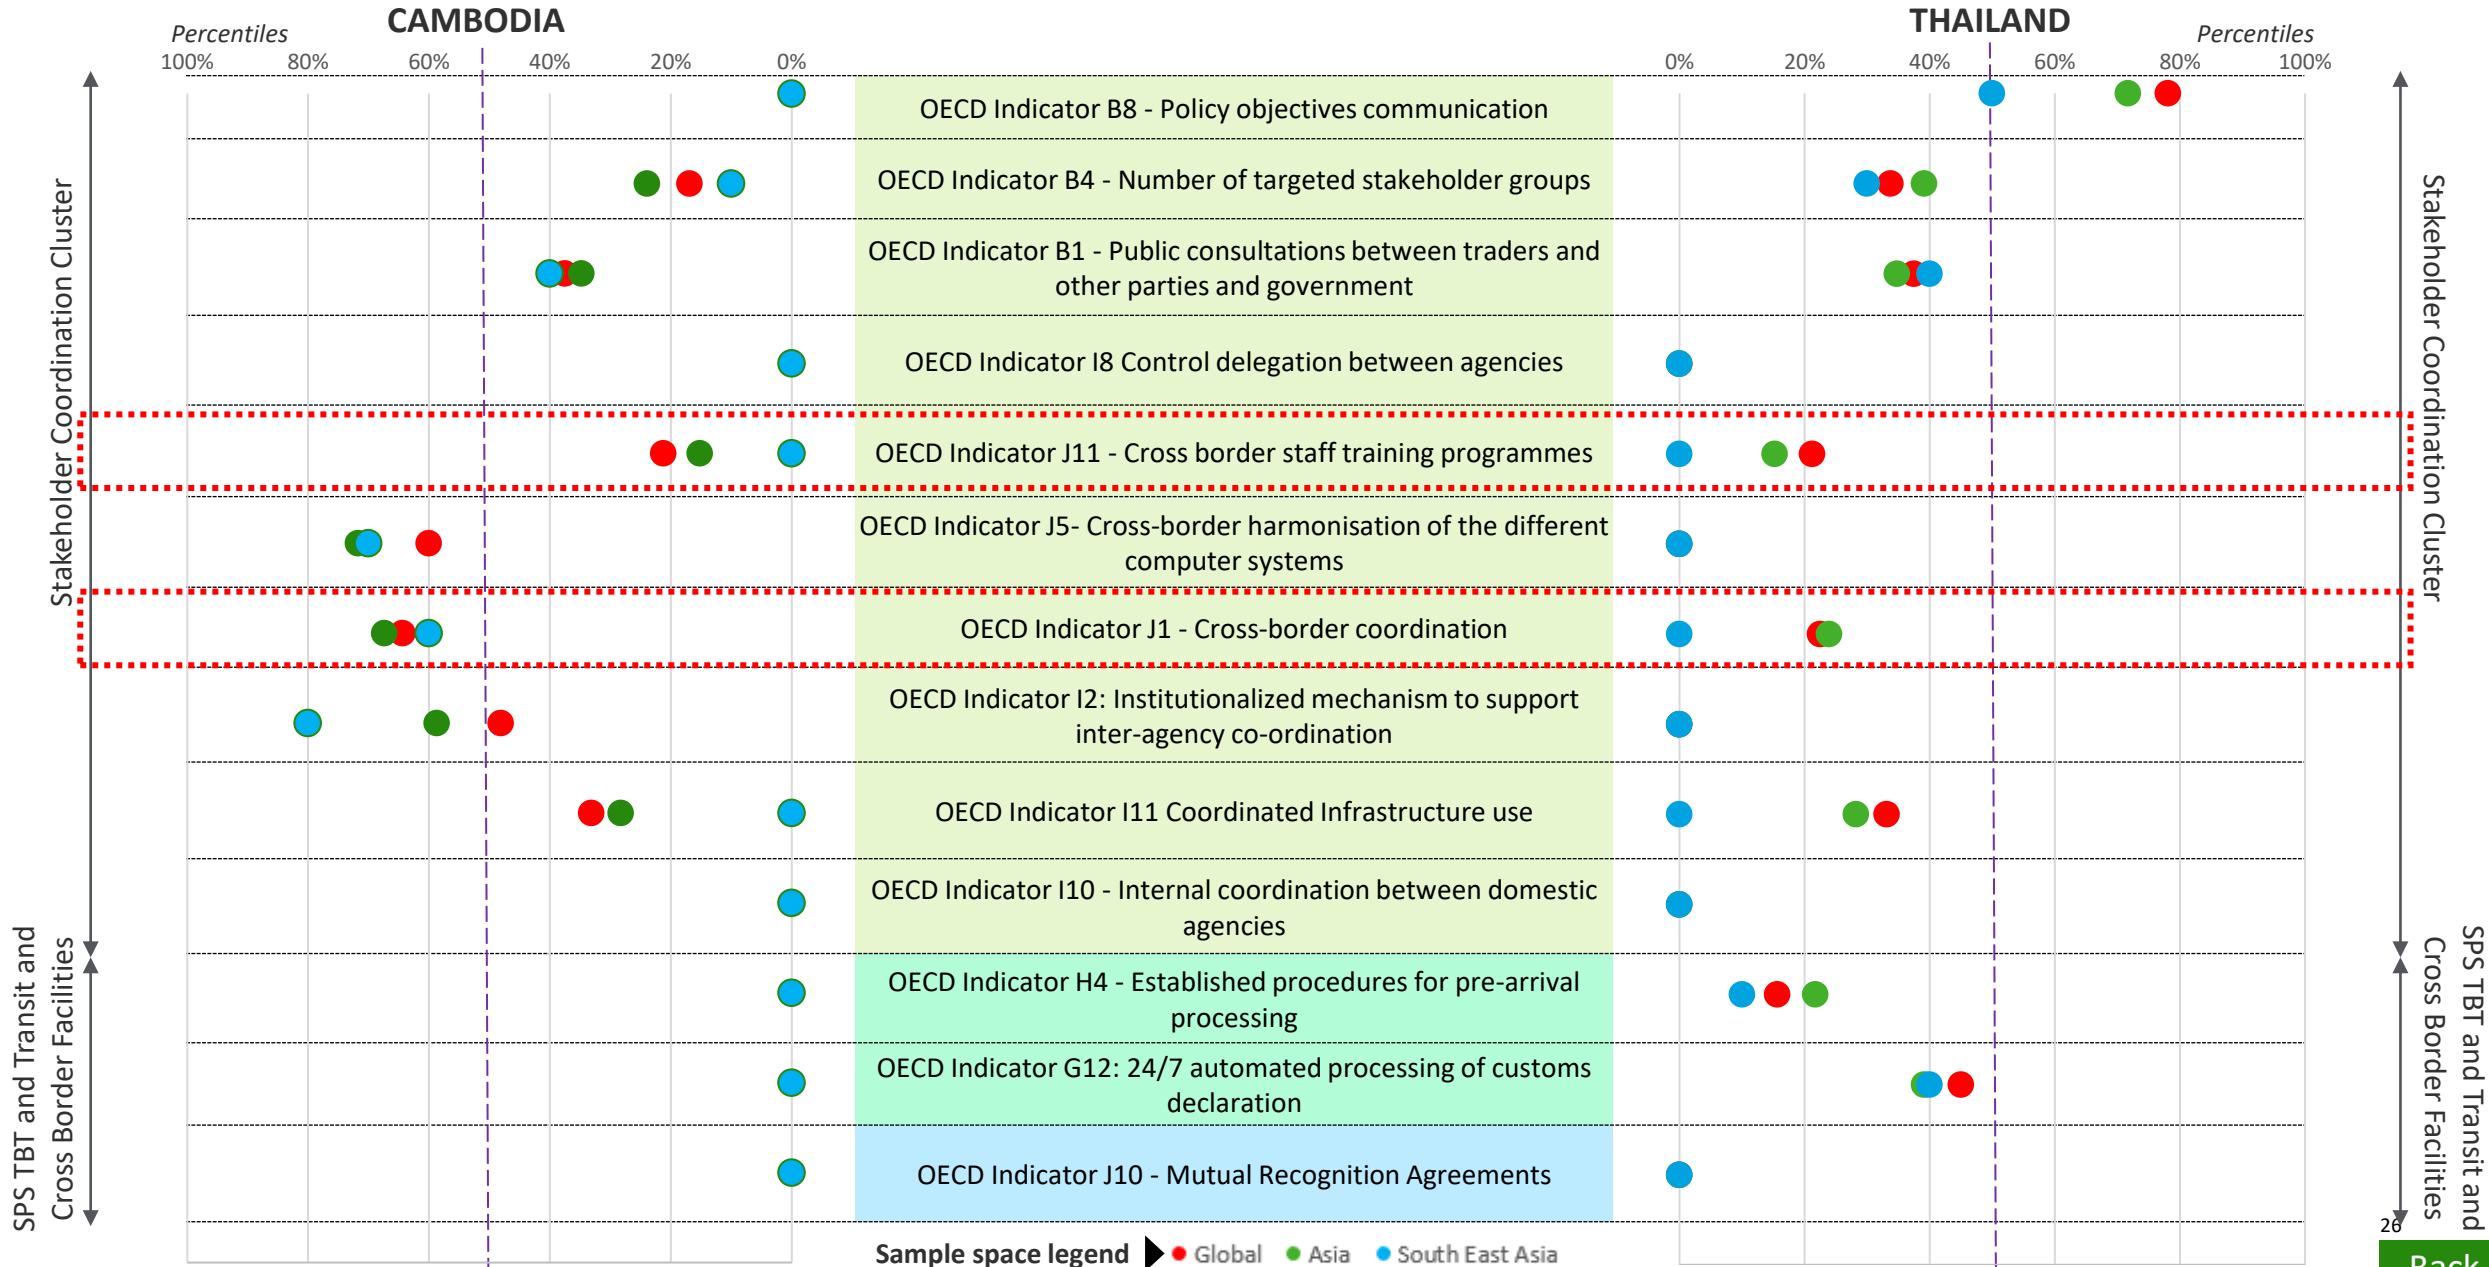 CAMBODIA
THAILAND
Percentiles
Percentiles
100% 80% 60% 40% 20% 0%
0% 20% 40% 60% 80% 100%
Stakeholder Coordination Cluster
SPS TBT and Transit and
Cross Border Facilities
OECD Indicator B8 - Policy objectives communication
OECD Indicator B4 - Number of targeted stakeholder groups
OECD Indicator B1 - Public consultations between traders and
other parties and government
OECD Indicator I8 Control delegation between agencies
OECD Indicator J11 - Cross border staff training programmes
OECD Indicator J5- Cross-border harmonisation of the different
computer systems
OECD Indicator J1 - Cross-border coordination
OECD Indicator I2: Institutionalized mechanism to support
inter-agency co-ordination
OECD Indicator I11 Coordinated Infrastructure use
OECD Indicator I10 - Internal coordination between domestic
agencies
OECD Indicator H4 - Established procedures for pre-arrival
processing
OECD Indicator G12: 24/7 automated processing of customs
declaration
OECD Indicator J10 - Mutual Recognition Agreements
Stakeholder Coordination Cluster
SPS TBT and Transit and
Cross Border Facilities
Sample space legend Global Asia South East Asia
26
Back